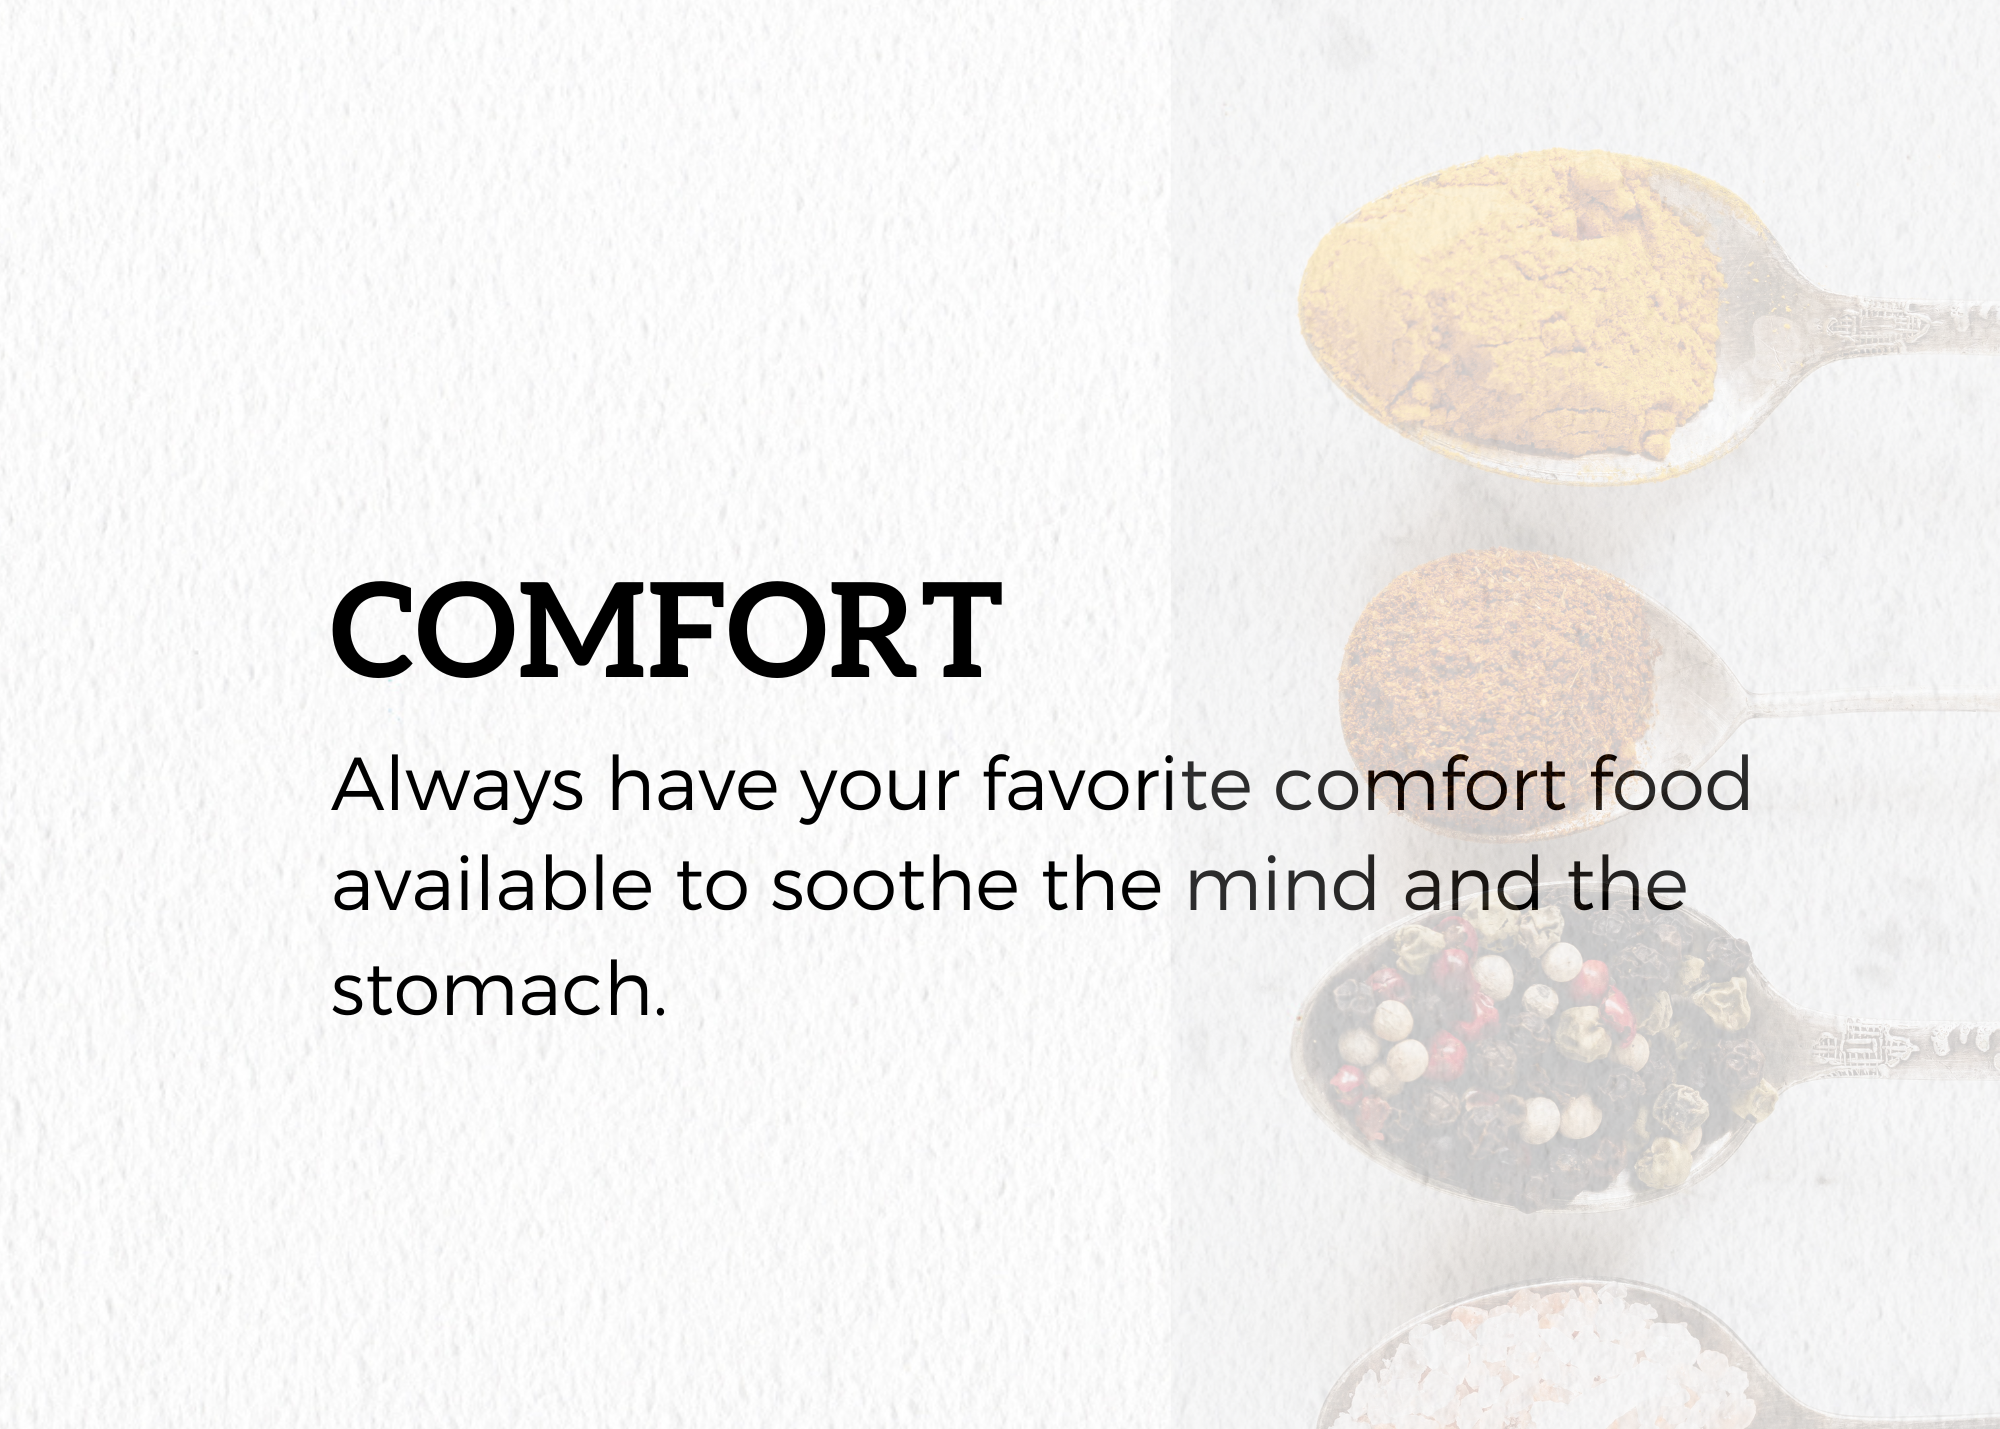 COMFORT
Always have your favorite comfort food
available to soothe the mind and the
stomach.